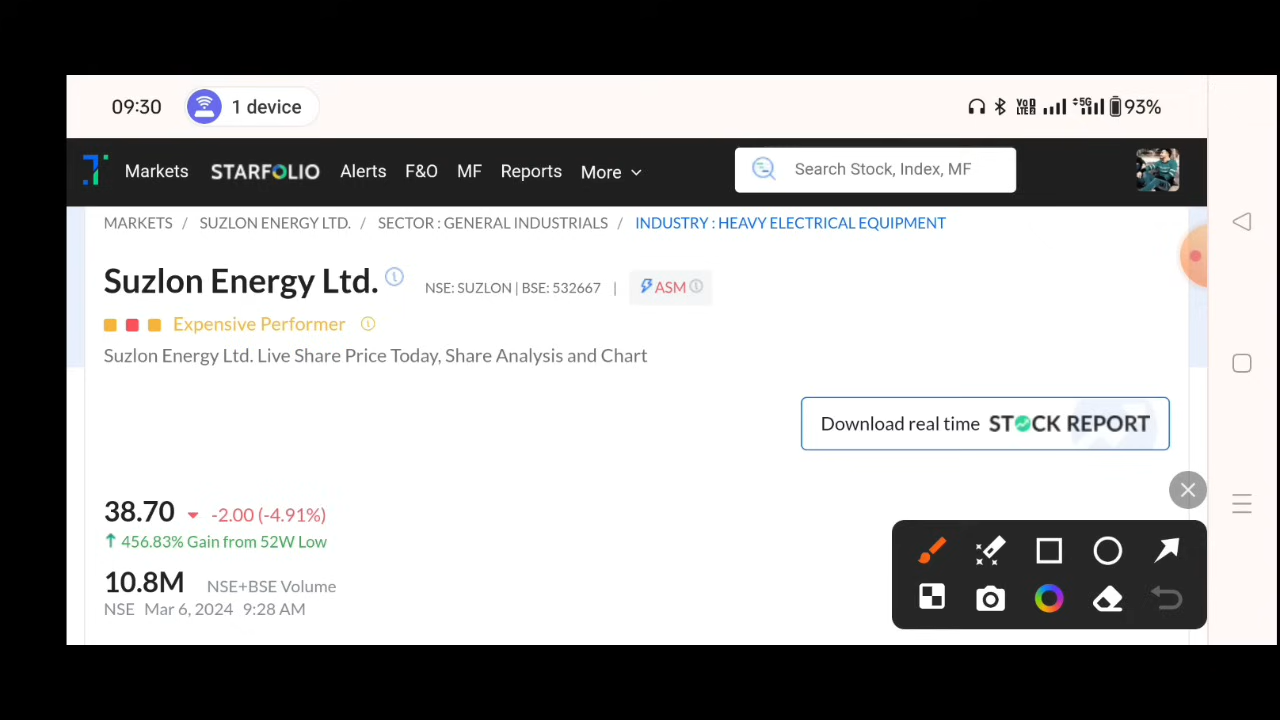 09:30 1 device VoD LTE 5G 93%
Markets STARFOLIO Alerts F&O MF Reports More Search Stock, Index, MF
MARKETS / SUZLON ENERGY LTD. / SECTOR : GENERAL INDUSTRIALS / INDUSTRY : HEAVY ELECTRICAL EQUIPMENT
Suzlon Energy Ltd. NSE: SUZLON | BSE: 532667 | ASM
Expensive Performer
Suzlon Energy Ltd. Live Share Price Today, Share Analysis and Chart
Download real time STOCK REPORT
38.70 -2.00 (-4.91%)
456.83% Gain from 52W Low
10.8M NSE+BSE Volume
NSE Mar 6, 2024 9:28 AM